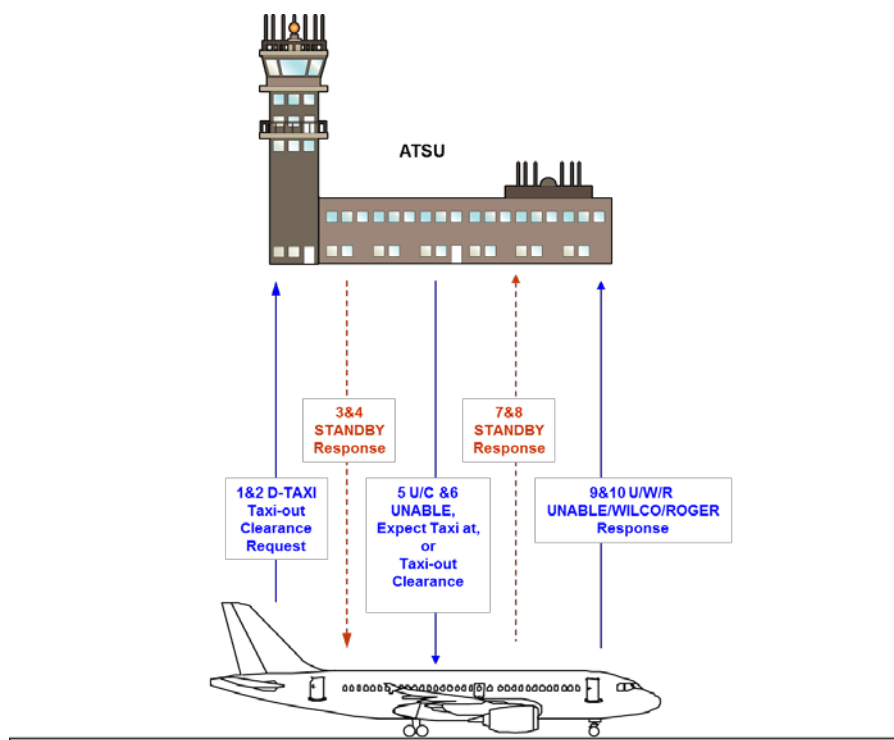 ATSU
3&4
STANDBY
Response
7&8
STANDBY
Response
1&2 D-TAXI
Taxi-out
Clearance
Request
5 U/C &6
UNABLE,
Expect Taxi at,
or
Taxi-out
Clearance
9&10 U/W/R
UNABLE/WILCO/ROGER
Response